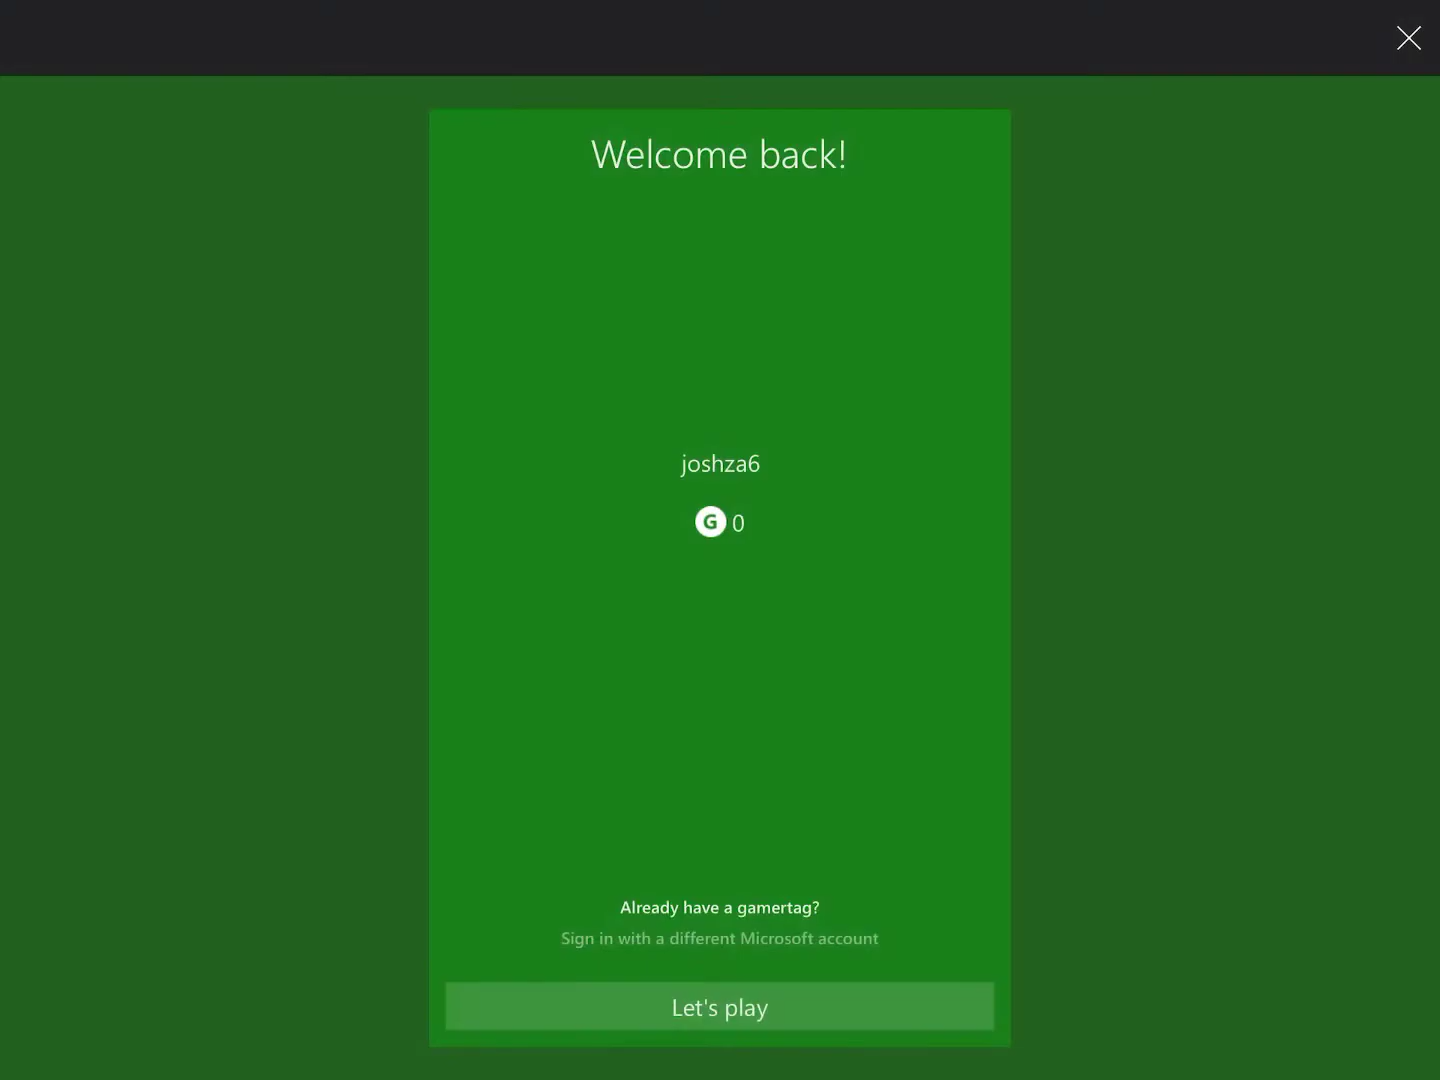 Welcome back!
joshza6
G 0
Already have a gamertag?
Sign in with a different Microsoft account
Let's play